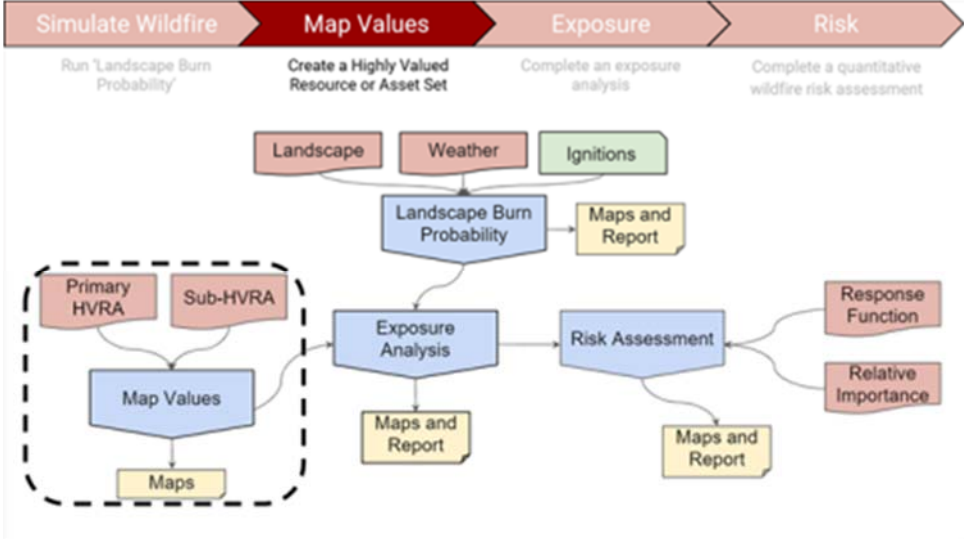 Simulate Wildfire
Map Values
Exposure
Risk
Run 'Landscape Burn
Probability'
Create a Highly Valued
Resource or Asset Set
Complete an exposure
analysis
Complete a quantitative
wildfire risk assessment
Landscape
Weather
Ignitions
Landscape Burn
Probability
Maps and
Report
Primary
HVRA
Sub-HVRA
Map Values
Maps
Exposure
Analysis
Maps and
Report
Risk Assessment
Maps and
Report
Response
Function
Relative
Importance